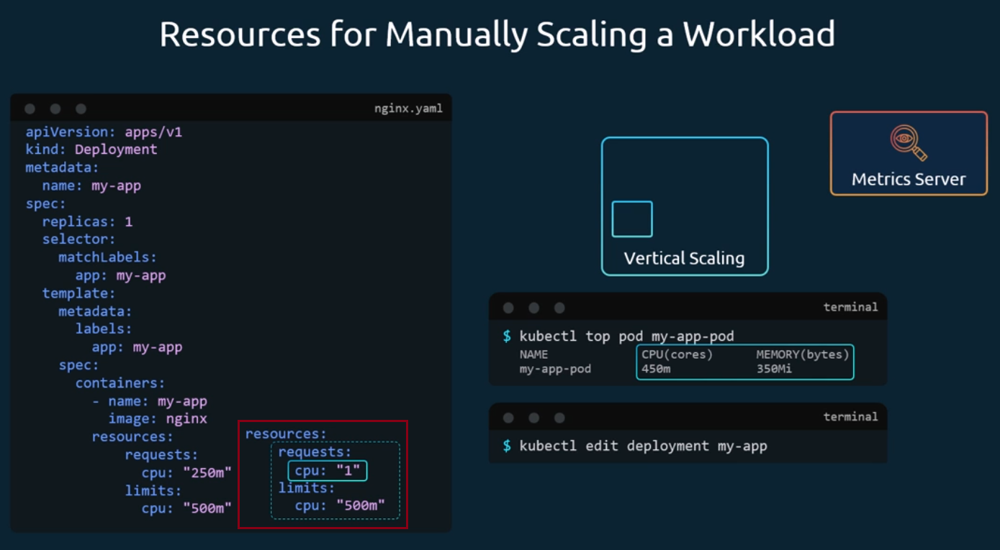 Resources for Manually Scaling a Workload
nginx.yaml
apiVersion: apps/v1
kind: Deployment
metadata:
  name: my-app
spec:
  replicas: 1
  selector:
    matchLabels:
      app: my-app
  template:
    metadata:
      labels:
        app: my-app
    spec:
      containers:
        - name: my-app
          image: nginx
        resources:
            requests:
              cpu: "250m"
            limits:
              cpu: "500m"
resources:
    requests:
      cpu: "1"
    limits:
      cpu: "500m"
Vertical Scaling
Metrics Server
terminal
$ kubectl top pod my-app-pod
NAME CPU(cores) MEMORY(bytes)
my-app-pod 450m 350Mi
terminal
$ kubectl edit deployment my-app